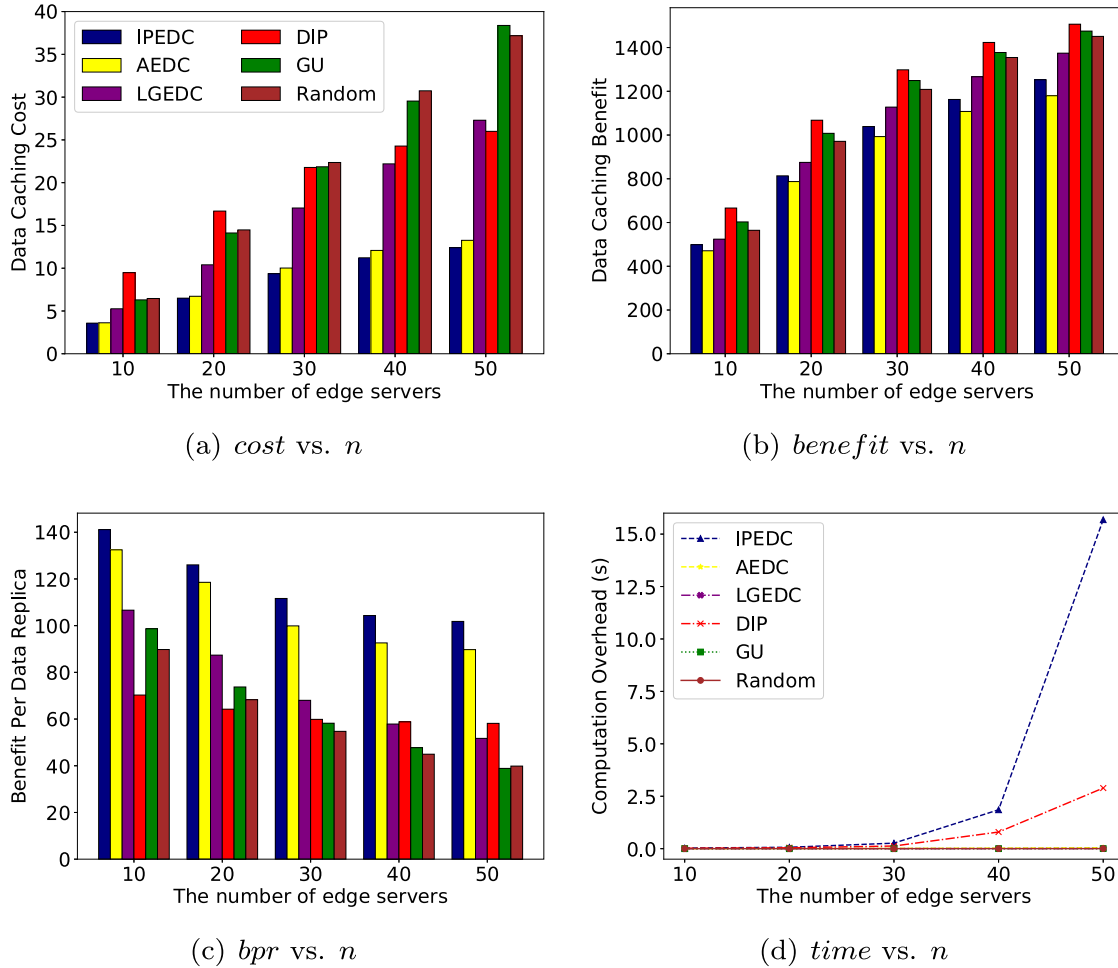 40
35
30
25
20
15
10
5
0
Data Caching Cost
IPEDC
AEDC
LGEDC
DIP
GU
Random
10 20 30 40 50
The number of edge servers
(a) cost vs. n
1400
1200
1000
800
600
400
200
0
Data Caching Benefit
10 20 30 40 50
The number of edge servers
(b) benefit vs. n
140
120
100
80
60
40
20
0
Benefit Per Data Replica
10 20 30 40 50
The number of edge servers
(c) bpr vs. n
15.0
12.5
10.0
7.5
5.0
2.5
0.0
Computation Overhead (s)
IPEDC
AEDC
LGEDC
DIP
GU
Random
10 20 30 40 50
The number of edge servers
(d) time vs. n